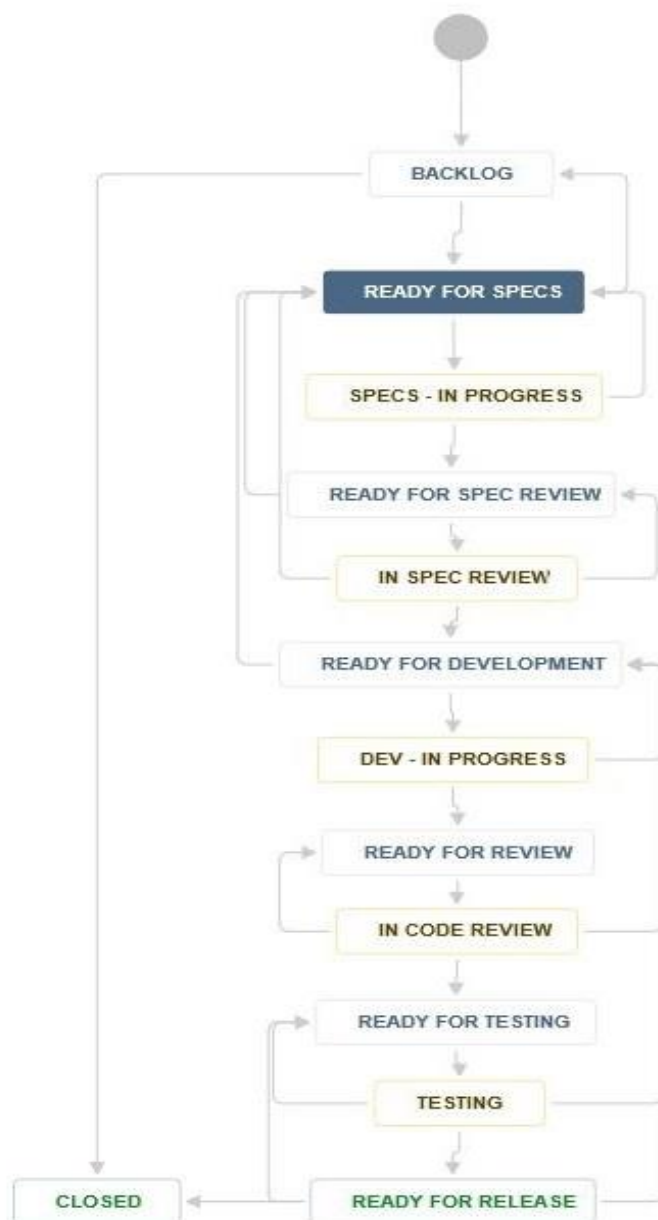 BACKLOG
READY FOR SPECS
SPECS - IN PROGRESS
READY FOR SPEC REVIEW
IN SPEC REVIEW
READY FOR DEVELOPMENT
DEV - IN PROGRESS
READY FOR REVIEW
IN CODE REVIEW
READY FOR TESTING
TESTING
CLOSED
READY FOR RELEASE